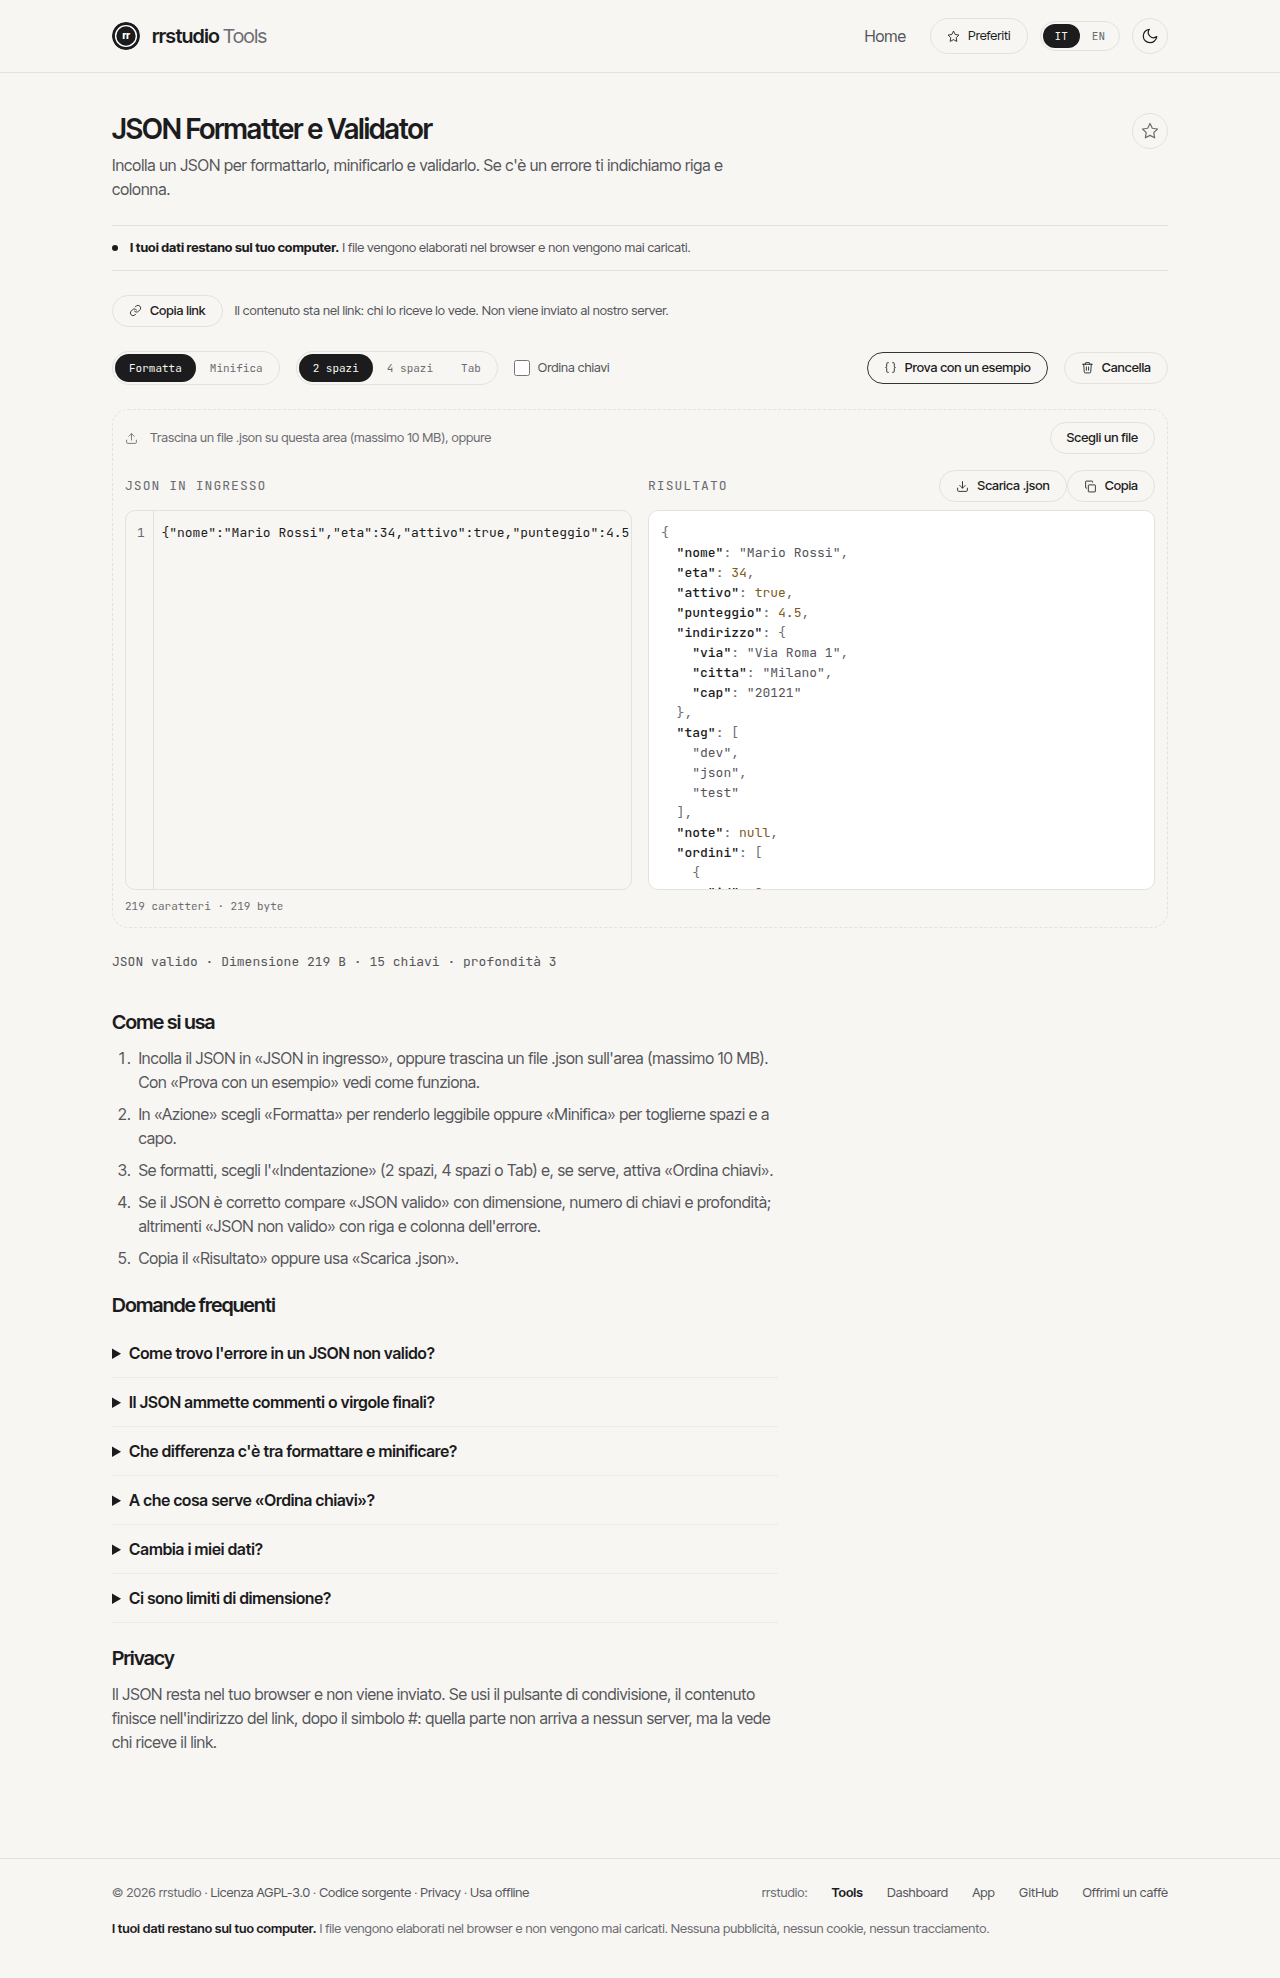 rr rrstudio Tools
Home
Preferiti
IT EN
JSON Formatter e Validator
Incolla un JSON per formattarlo, minificarlo e validarlo. Se c'è un errore ti indichiamo riga e
colonna.
I tuoi dati restano sul tuo computer. I file vengono elaborati nel browser e non vengono mai caricati.
Copia link
Il contenuto sta nel link: chi lo riceve lo vede. Non viene inviato al nostro server.
Formatta Minifica
2 spazi 4 spazi Tab
Ordina chiavi
Prova con un esempio
Cancella
Trascina un file .json su questa area (massimo 10 MB), oppure
Scegli un file
JSON IN INGRESSO
1 {"nome":"Mario Rossi","eta":34,"attivo":true,"punteggio":4.5
219 caratteri · 219 byte
RISULTATO
Scarica .json
Copia
{
"nome": "Mario Rossi",
"eta": 34,
"attivo": true,
"punteggio": 4.5,
"indirizzo": {
"via": "Via Roma 1",
"citta": "Milano",
"cap": "20121"
},
"tag": [
"dev",
"json",
"test"
],
"note": null,
"ordini": [
{
JSON valido · Dimensione 219 B · 15 chiavi · profondità 3
Come si usa
1. Incolla il JSON in «JSON in ingresso», oppure trascina un file .json sull'area (massimo 10 MB).
Con «Prova con un esempio» vedi come funziona.
2. In «Azione» scegli «Formatta» per renderlo leggibile oppure «Minifica» per toglierne spazi e a
capo.
3. Se formatti, scegli l'«Indentazione» (2 spazi, 4 spazi o Tab) e, se serve, attiva «Ordina chiavi».
4. Se il JSON è corretto compare «JSON valido» con dimensione, numero di chiavi e profondità;
altrimenti «JSON non valido» con riga e colonna dell'errore.
5. Copia il «Risultato» oppure usa «Scarica .json».
Domande frequenti
Come trovo l'errore in un JSON non valido?
Il JSON ammette commenti o virgole finali?
Che differenza c'è tra formattare e minificare?
A che cosa serve «Ordina chiavi»?
Cambia i miei dati?
Ci sono limiti di dimensione?
Privacy
Il JSON resta nel tuo browser e non viene inviato. Se usi il pulsante di condivisione, il contenuto
finisce nell'indirizzo del link, dopo il simbolo #: quella parte non arriva a nessun server, ma la vede
chi riceve il link.
© 2026 rrstudio · Licenza AGPL-3.0 · Codice sorgente · Privacy · Usa offline
rrstudio: Tools Dashboard App GitHub Offrimi un caffè
I tuoi dati restano sul tuo computer. I file vengono elaborati nel browser e non vengono mai caricati. Nessuna pubblicità, nessun cookie, nessun tracciamento.